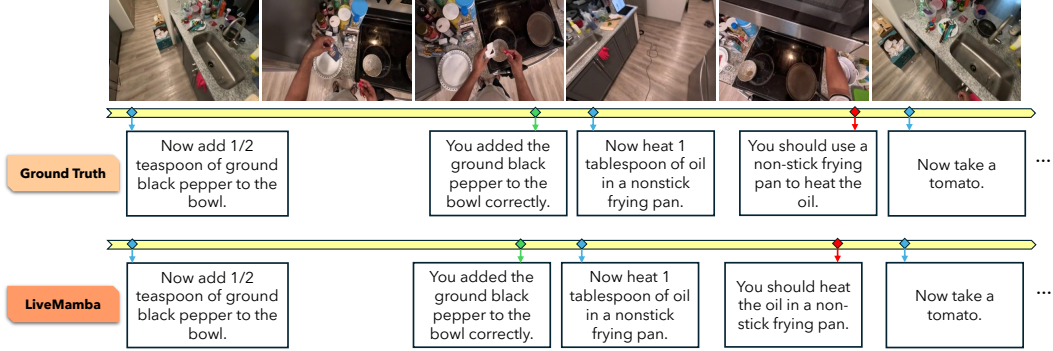 Ground Truth
Now add 1/2
teaspoon of ground
black pepper to the
bowl.
You added the
ground black
pepper to the
bowl correctly.
Now heat 1
tablespoon of oil
in a nonstick
frying pan.
You should use a
non-stick frying
pan to heat the
oil.
Now take a
tomato.
...
LiveMamba
Now add 1/2
teaspoon of ground
black pepper to the
bowl.
You added the
ground black
pepper to the
bowl correctly.
Now heat 1
tablespoon of oil
in a nonstick
frying pan.
You should heat
the oil in a non-
stick frying pan.
Now take a
tomato.
...